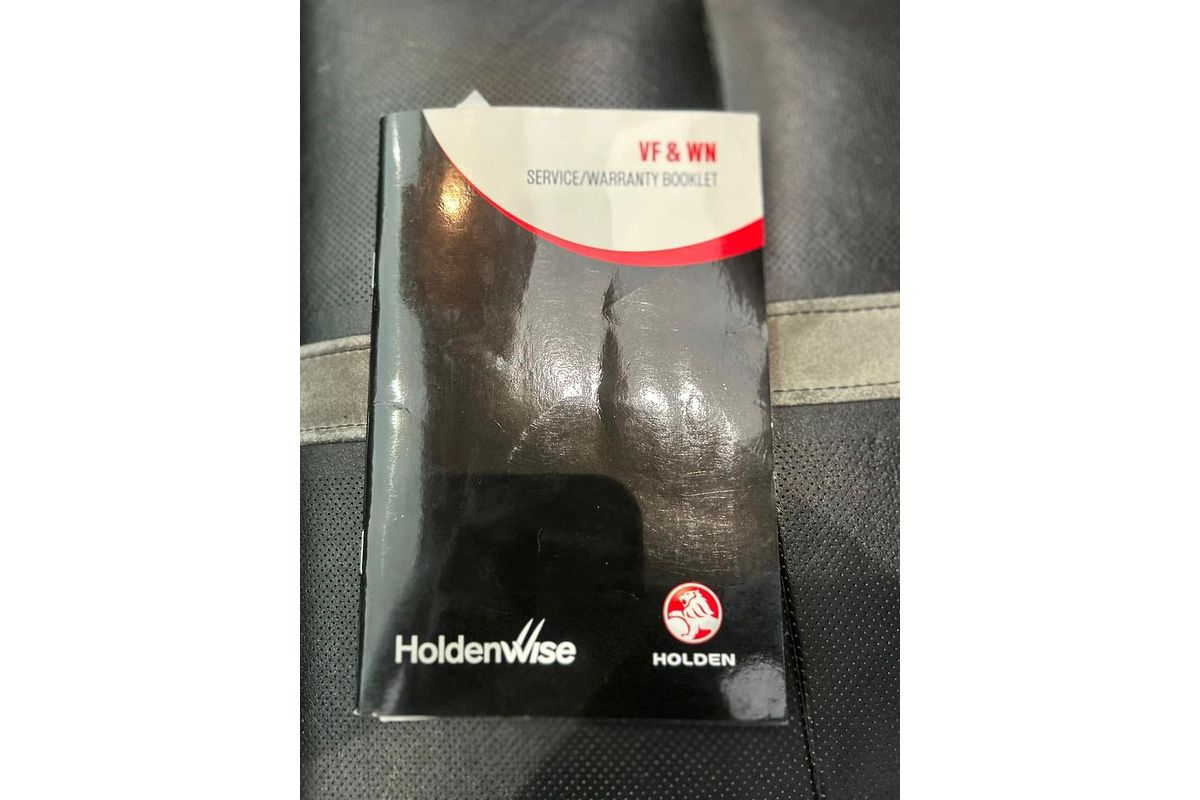 VF & WN
SERVICE/WARRANTY BOOKLET
HoldenWise
HOLDEN